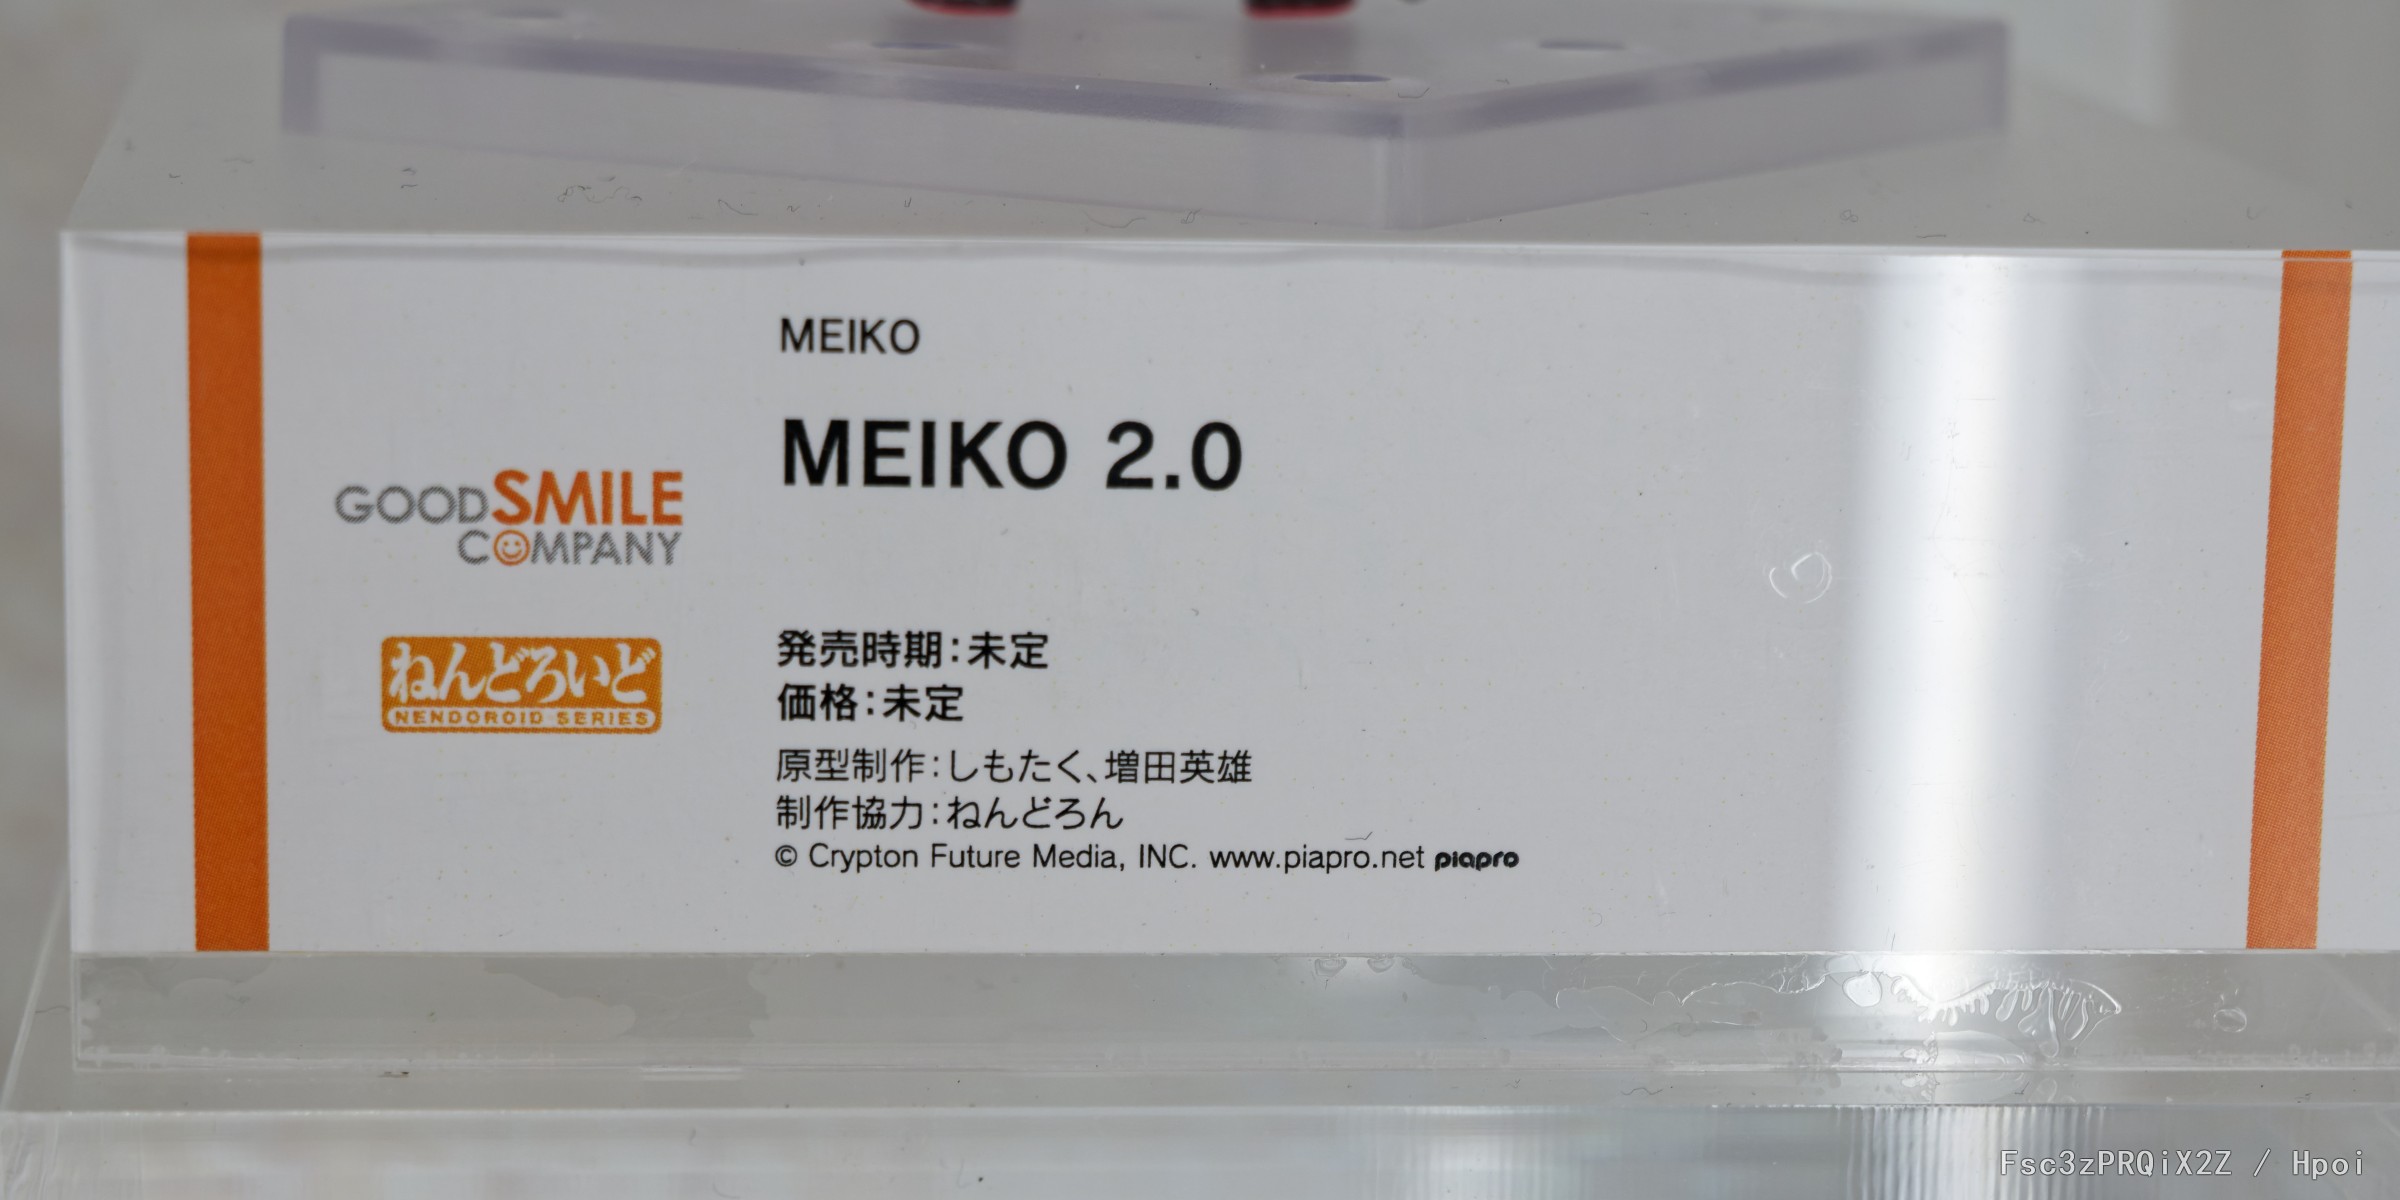 MEIKO
MEIKO 2.0
GOOD SMILE
COMPANY
ねんどろいど
NENDOROID SERIES
発売時期：未定
価格：未定
原型制作：しもたく、増田英雄
制作協力：ねんどろん
© Crypton Future Media, INC. www.piapro.net piapro
Fsc3zPRQiX2Z / Hpoi